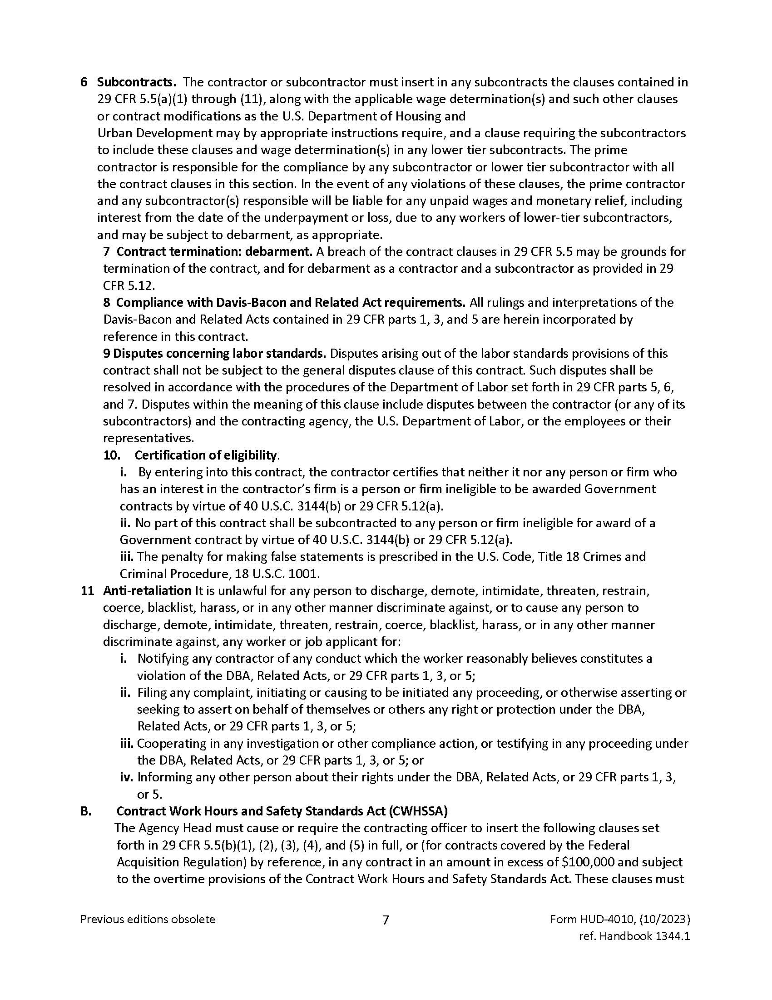 6 Subcontracts. The contractor or subcontractor must insert in any subcontracts the clauses contained in
29 CFR 5.5(a)(1) through (11), along with the applicable wage determination(s) and such other clauses
or contract modifications as the U.S. Department of Housing and
Urban Development may by appropriate instructions require, and a clause requiring the subcontractors
to include these clauses and wage determination(s) in any lower tier subcontracts. The prime
contractor is responsible for the compliance by any subcontractor or lower tier subcontractor with all
the contract clauses in this section. In the event of any violations of these clauses, the prime contractor
and any subcontractor(s) responsible will be liable for any unpaid wages and monetary relief, including
interest from the date of the underpayment or loss, due to any workers of lower-tier subcontractors,
and may be subject to debarment, as appropriate.
7 Contract termination: debarment. A breach of the contract clauses in 29 CFR 5.5 may be grounds for
termination of the contract, and for debarment as a contractor and a subcontractor as provided in 29
CFR 5.12.
8 Compliance with Davis-Bacon and Related Act requirements. All rulings and interpretations of the
Davis-Bacon and Related Acts contained in 29 CFR parts 1, 3, and 5 are herein incorporated by
reference in this contract.
9 Disputes concerning labor standards. Disputes arising out of the labor standards provisions of this
contract shall not be subject to the general disputes clause of this contract. Such disputes shall be
resolved in accordance with the procedures of the Department of Labor set forth in 29 CFR parts 5, 6,
and 7. Disputes within the meaning of this clause include disputes between the contractor (or any of its
subcontractors) and the contracting agency, the U.S. Department of Labor, or the employees or their
representatives.
10. Certification of eligibility.
i. By entering into this contract, the contractor certifies that neither it nor any person or firm who
has an interest in the contractor’s firm is a person or firm ineligible to be awarded Government
contracts by virtue of 40 U.S.C. 3144(b) or 29 CFR 5.12(a).
ii. No part of this contract shall be subcontracted to any person or firm ineligible for award of a
Government contract by virtue of 40 U.S.C. 3144(b) or 29 CFR 5.12(a).
iii. The penalty for making false statements is prescribed in the U.S. Code, Title 18 Crimes and
Criminal Procedure, 18 U.S.C. 1001.
11 Anti-retaliation It is unlawful for any person to discharge, demote, intimidate, threaten, restrain,
coerce, blacklist, harass, or in any other manner discriminate against, or to cause any person to
discharge, demote, intimidate, threaten, restrain, coerce, blacklist, harass, or in any other manner
discriminate against, any worker or job applicant for:
i. Notifying any contractor of any conduct which the worker reasonably believes constitutes a
violation of the DBA, Related Acts, or 29 CFR parts 1, 3, or 5;
ii. Filing any complaint, initiating or causing to be initiated any proceeding, or otherwise asserting or
seeking to assert on behalf of themselves or others any right or protection under the DBA,
Related Acts, or 29 CFR parts 1, 3, or 5;
iii. Cooperating in any investigation or other compliance action, or testifying in any proceeding under
the DBA, Related Acts, or 29 CFR parts 1, 3, or 5; or
iv. Informing any other person about their rights under the DBA, Related Acts, or 29 CFR parts 1, 3,
or 5.
B. Contract Work Hours and Safety Standards Act (CWHSSA)
The Agency Head must cause or require the contracting officer to insert the following clauses set
forth in 29 CFR 5.5(b)(1), (2), (3), (4), and (5) in full, or (for contracts covered by the Federal
Acquisition Regulation) by reference, in any contract in an amount in excess of $100,000 and subject
to the overtime provisions of the Contract Work Hours and Safety Standards Act. These clauses must
Previous editions obsolete 7 Form HUD-4010, (10/2023)
ref. Handbook 1344.1